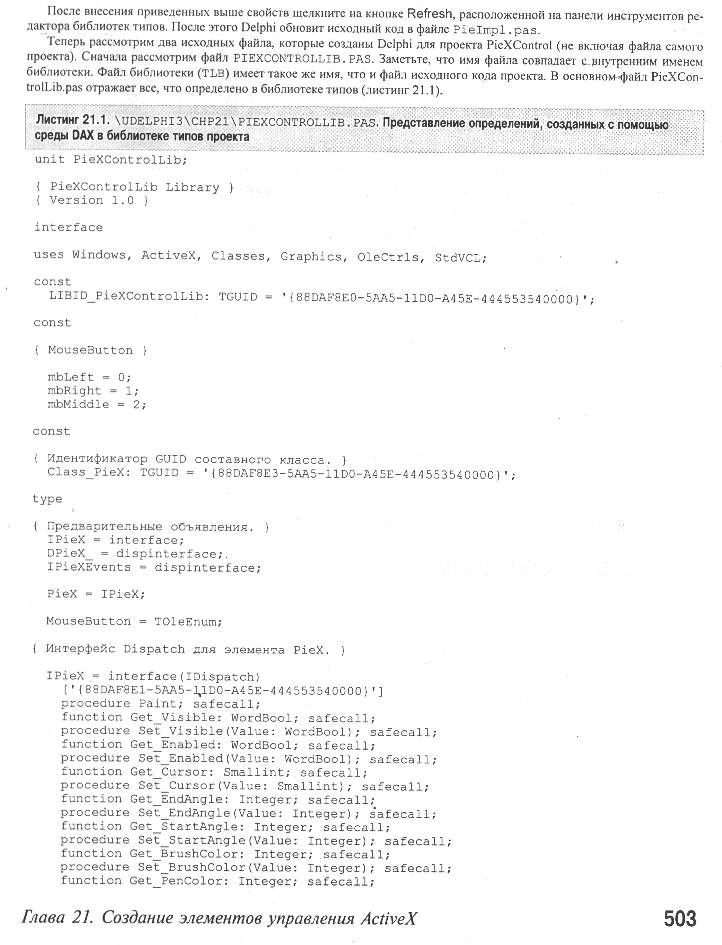 После внесения приведенных выше свойств щелкните на кнопке Refresh, расположенной на панели инструментов ре-
дактора библиотек типов. После этого Delphi обновит исходный код в файле PieImpl.pas.
Теперь рассмотрим два исходных файла, которые созданы Delphi для проекта PieXControl (не включая файла самого
проекта). Сначала рассмотрим файл PIEXCONTROLLIB.PAS. Заметьте, что имя файла совпадает с внутренним именем
библиотеки. Файл библиотеки (TLB) имеет такое же имя, что и файл исходного кода проекта. В основном файл PieXCon-
trolLib.pas отражает все, что определено в библиотеке типов (листинг 21.1).
Листинг 21.1. \UDELPHI3\CHP21\PIEXCONTROLLIB.PAS. Представление определений, созданных с помощью
среды DAX в библиотеке типов проекта
unit PieXControlLib;
{ PieXControlLib Library }
{ Version 1.0 }
interface
uses Windows, ActiveX, Classes, Graphics, OleCtrls, StdVCL;
const
LIBID_PieXControlLib: TGUID = '{88DAF8E0-5AA5-11D0-A45E-444553540000}';
const
{ MouseButton }
mbLeft = 0;
mbRight = 1;
mbMiddle = 2;
const
{ Идентификатор GUID составного класса. }
Class_PieX: TGUID = '{88DAF8E3-5AA5-11D0-A45E-444553540000}';
type
{ Предварительные объявления. }
IPieX = interface;
DPieX_ = dispinterface;
IPieXEvents = dispinterface;
PieX = IPieX;
MouseButton = TOleEnum;
{ Интерфейс Dispatch для элемента PieX. }
IPieX = interface(IDispatch)
['{88DAF8E1-5AA5-11D0-A45E-444553540000}']
procedure Paint; safecall;
function Get_Visible: WordBool; safecall;
procedure Set_Visible(Value: WordBool); safecall;
function Get_Enabled: WordBool; safecall;
procedure Set_Enabled(Value: WordBool); safecall;
function Get_Cursor: Smallint; safecall;
procedure Set_Cursor(Value: Smallint); safecall;
function Get_EndAngle: Integer; safecall;
procedure Set_EndAngle(Value: Integer); safecall;
function Get_StartAngle: Integer; safecall;
procedure Set_StartAngle(Value: Integer); safecall;
function Get_BrushColor: Integer; safecall;
procedure Set_BrushColor(Value: Integer); safecall;
function Get_PenColor: Integer; safecall;
Глава 21. Создание элементов управления ActiveX
503